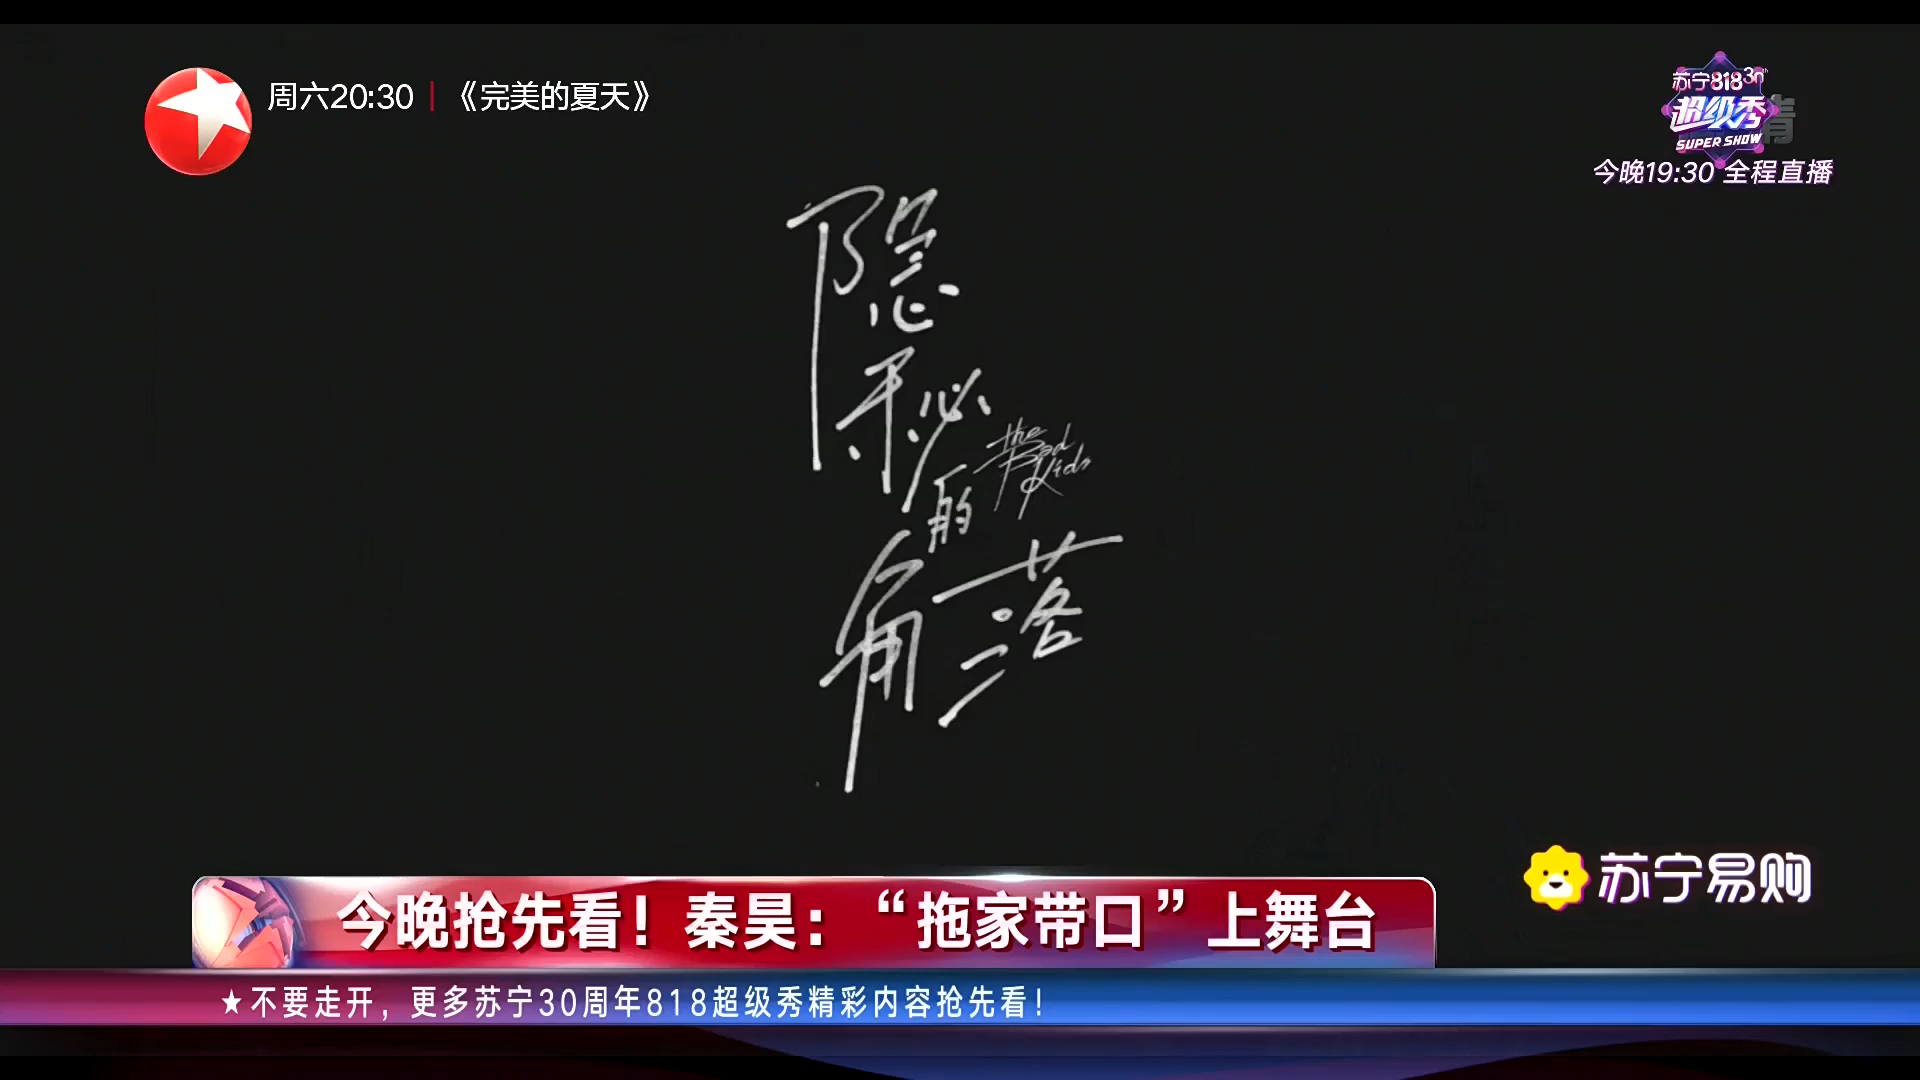 周六20:30 | 《完美的夏天》
苏宁818 30th
超级秀
SUPER SHOW
今晚19:30 全程直播
隐秘的角落
the Bad Kids
苏宁易购
今晚抢先看！秦昊：“拖家带口”上舞台
★不要走开，更多苏宁30周年818超级秀精彩内容抢先看！